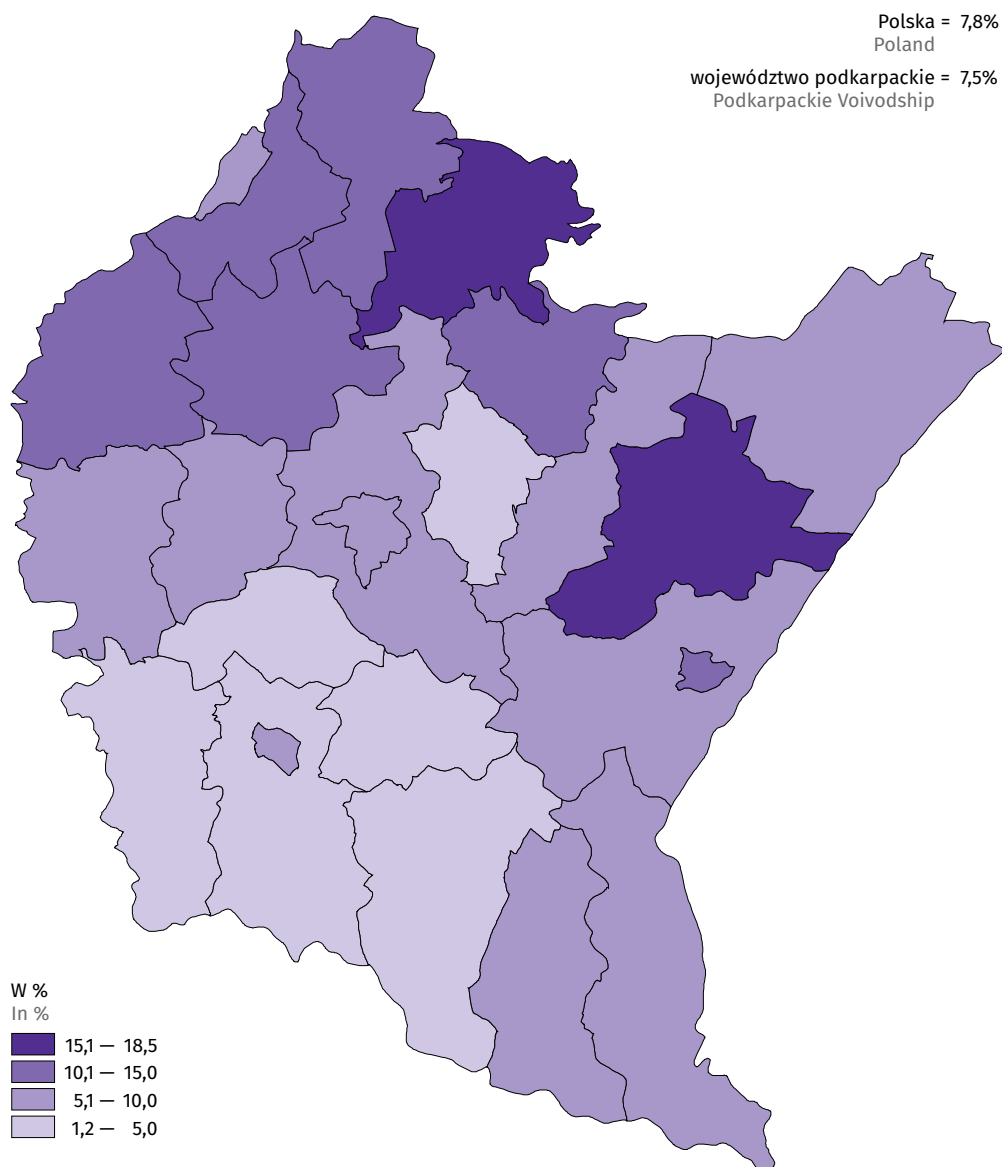 Polska = 7,8%
Poland
województwo podkarpackie = 7,5%
Podkarpackie Voivodship
W %
In %
15,1 — 18,5
10,1 — 15,0
5,1 — 10,0
1,2 — 5,0